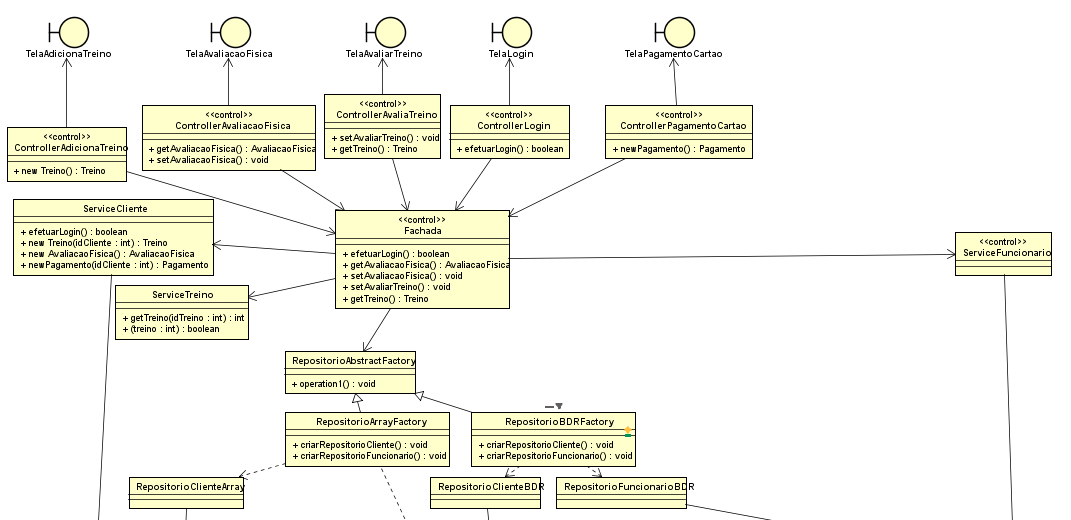 TelaAdicionaTreino
TelaAvaliacaoFisica
TelaAvaliarTreino
TelaLogin
TelaPagamentoCartao
<<control>>
ControllerAdicionaTreino
+ new Treino() : Treino
<<control>>
ControllerAvaliacaoFisica
+ getAvaliacaoFisica() : AvaliacaoFisica
+ setAvaliacaoFisica() : void
<<control>>
ControllerAvaliaTreino
+ setAvaliarTreino() : void
+ getTreino() : Treino
<<control>>
ControllerLogin
+ efetuarLogin() : boolean
<<control>>
ControllerPagamentoCartao
+ newPagamento() : Pagamento
ServiceCliente
+ efetuarLogin() : boolean
+ new Treino(idCliente : int) : Treino
+ new AvaliacaoFisica() : AvaliacaoFisica
+ newPagamento(idCliente : int) : Pagamento
<<control>>
Fachada
+ efetuarLogin() : boolean
+ getAvaliacaoFisica() : AvaliacaoFisica
+ setAvaliacaoFisica() : void
+ setAvaliarTreino() : void
+ getTreino() : Treino
<<control>>
ServiceFuncionario
ServiceTreino
+ getTreino(idTreino : int) : int
+ (treino : int) : boolean
RepositorioAbstractFactory
+ operation1() : void
RepositorioArrayFactory
+ criarRepositorioCliente() : void
+ criarRepositorioFuncionario() : void
RepositorioBDRFactory
+ criarRepositorioCliente() : void
+ criarRepositorioFuncionario() : void
RepositorioClienteArray
RepositorioClienteBDR
RepositorioFuncionarioBDR